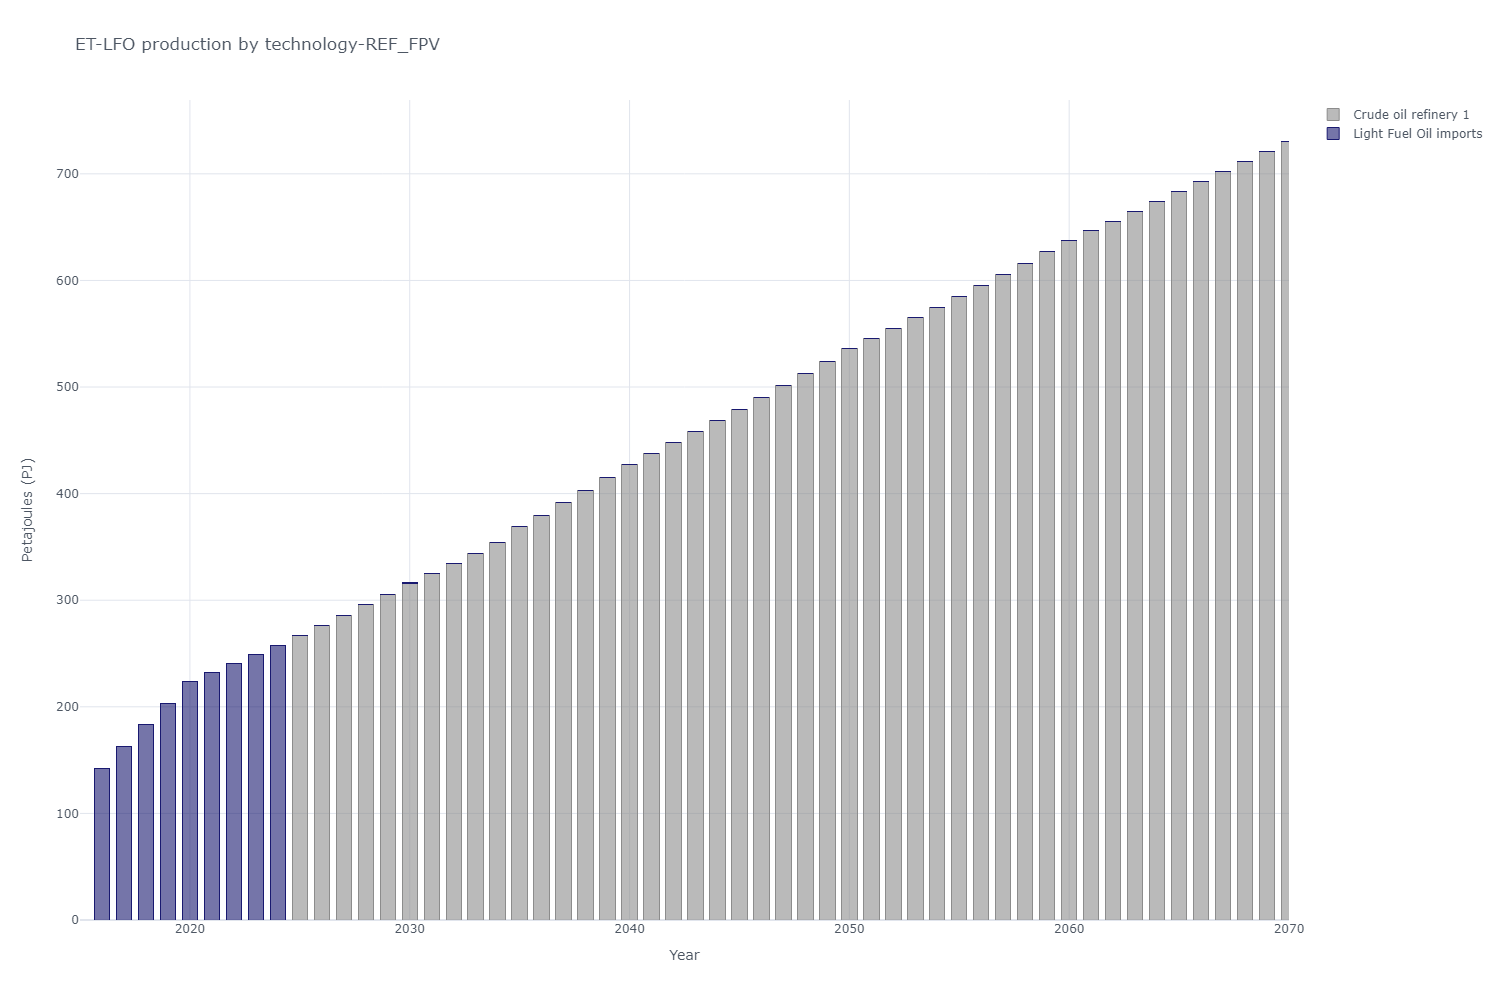 ET-LFO production by technology-REF_FPV
Crude oil refinery 1
Light Fuel Oil imports
Petajoules (PJ)
700
600
500
400
300
200
100
0
2020
2030
2040
2050
2060
2070
Year